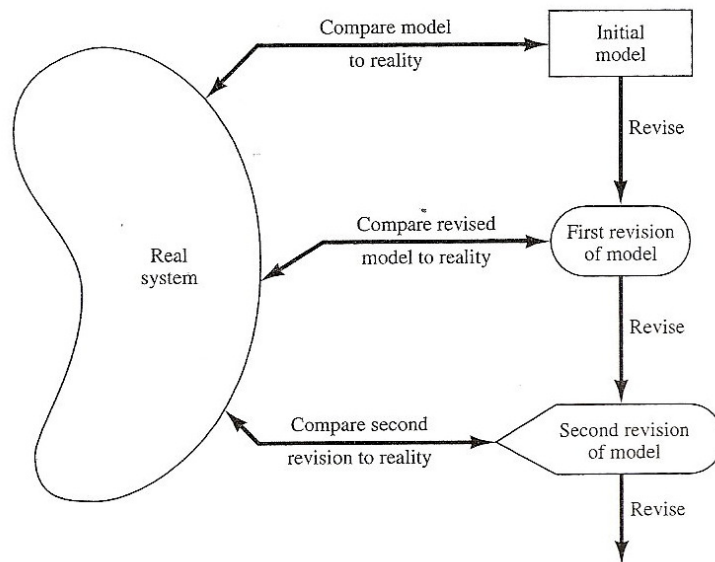 Compare model
to reality
Initial
model
Revise
Compare revised
model to reality
First revision
of model
Real
system
Revise
Compare second
revision to reality
Second revision
of model
Revise